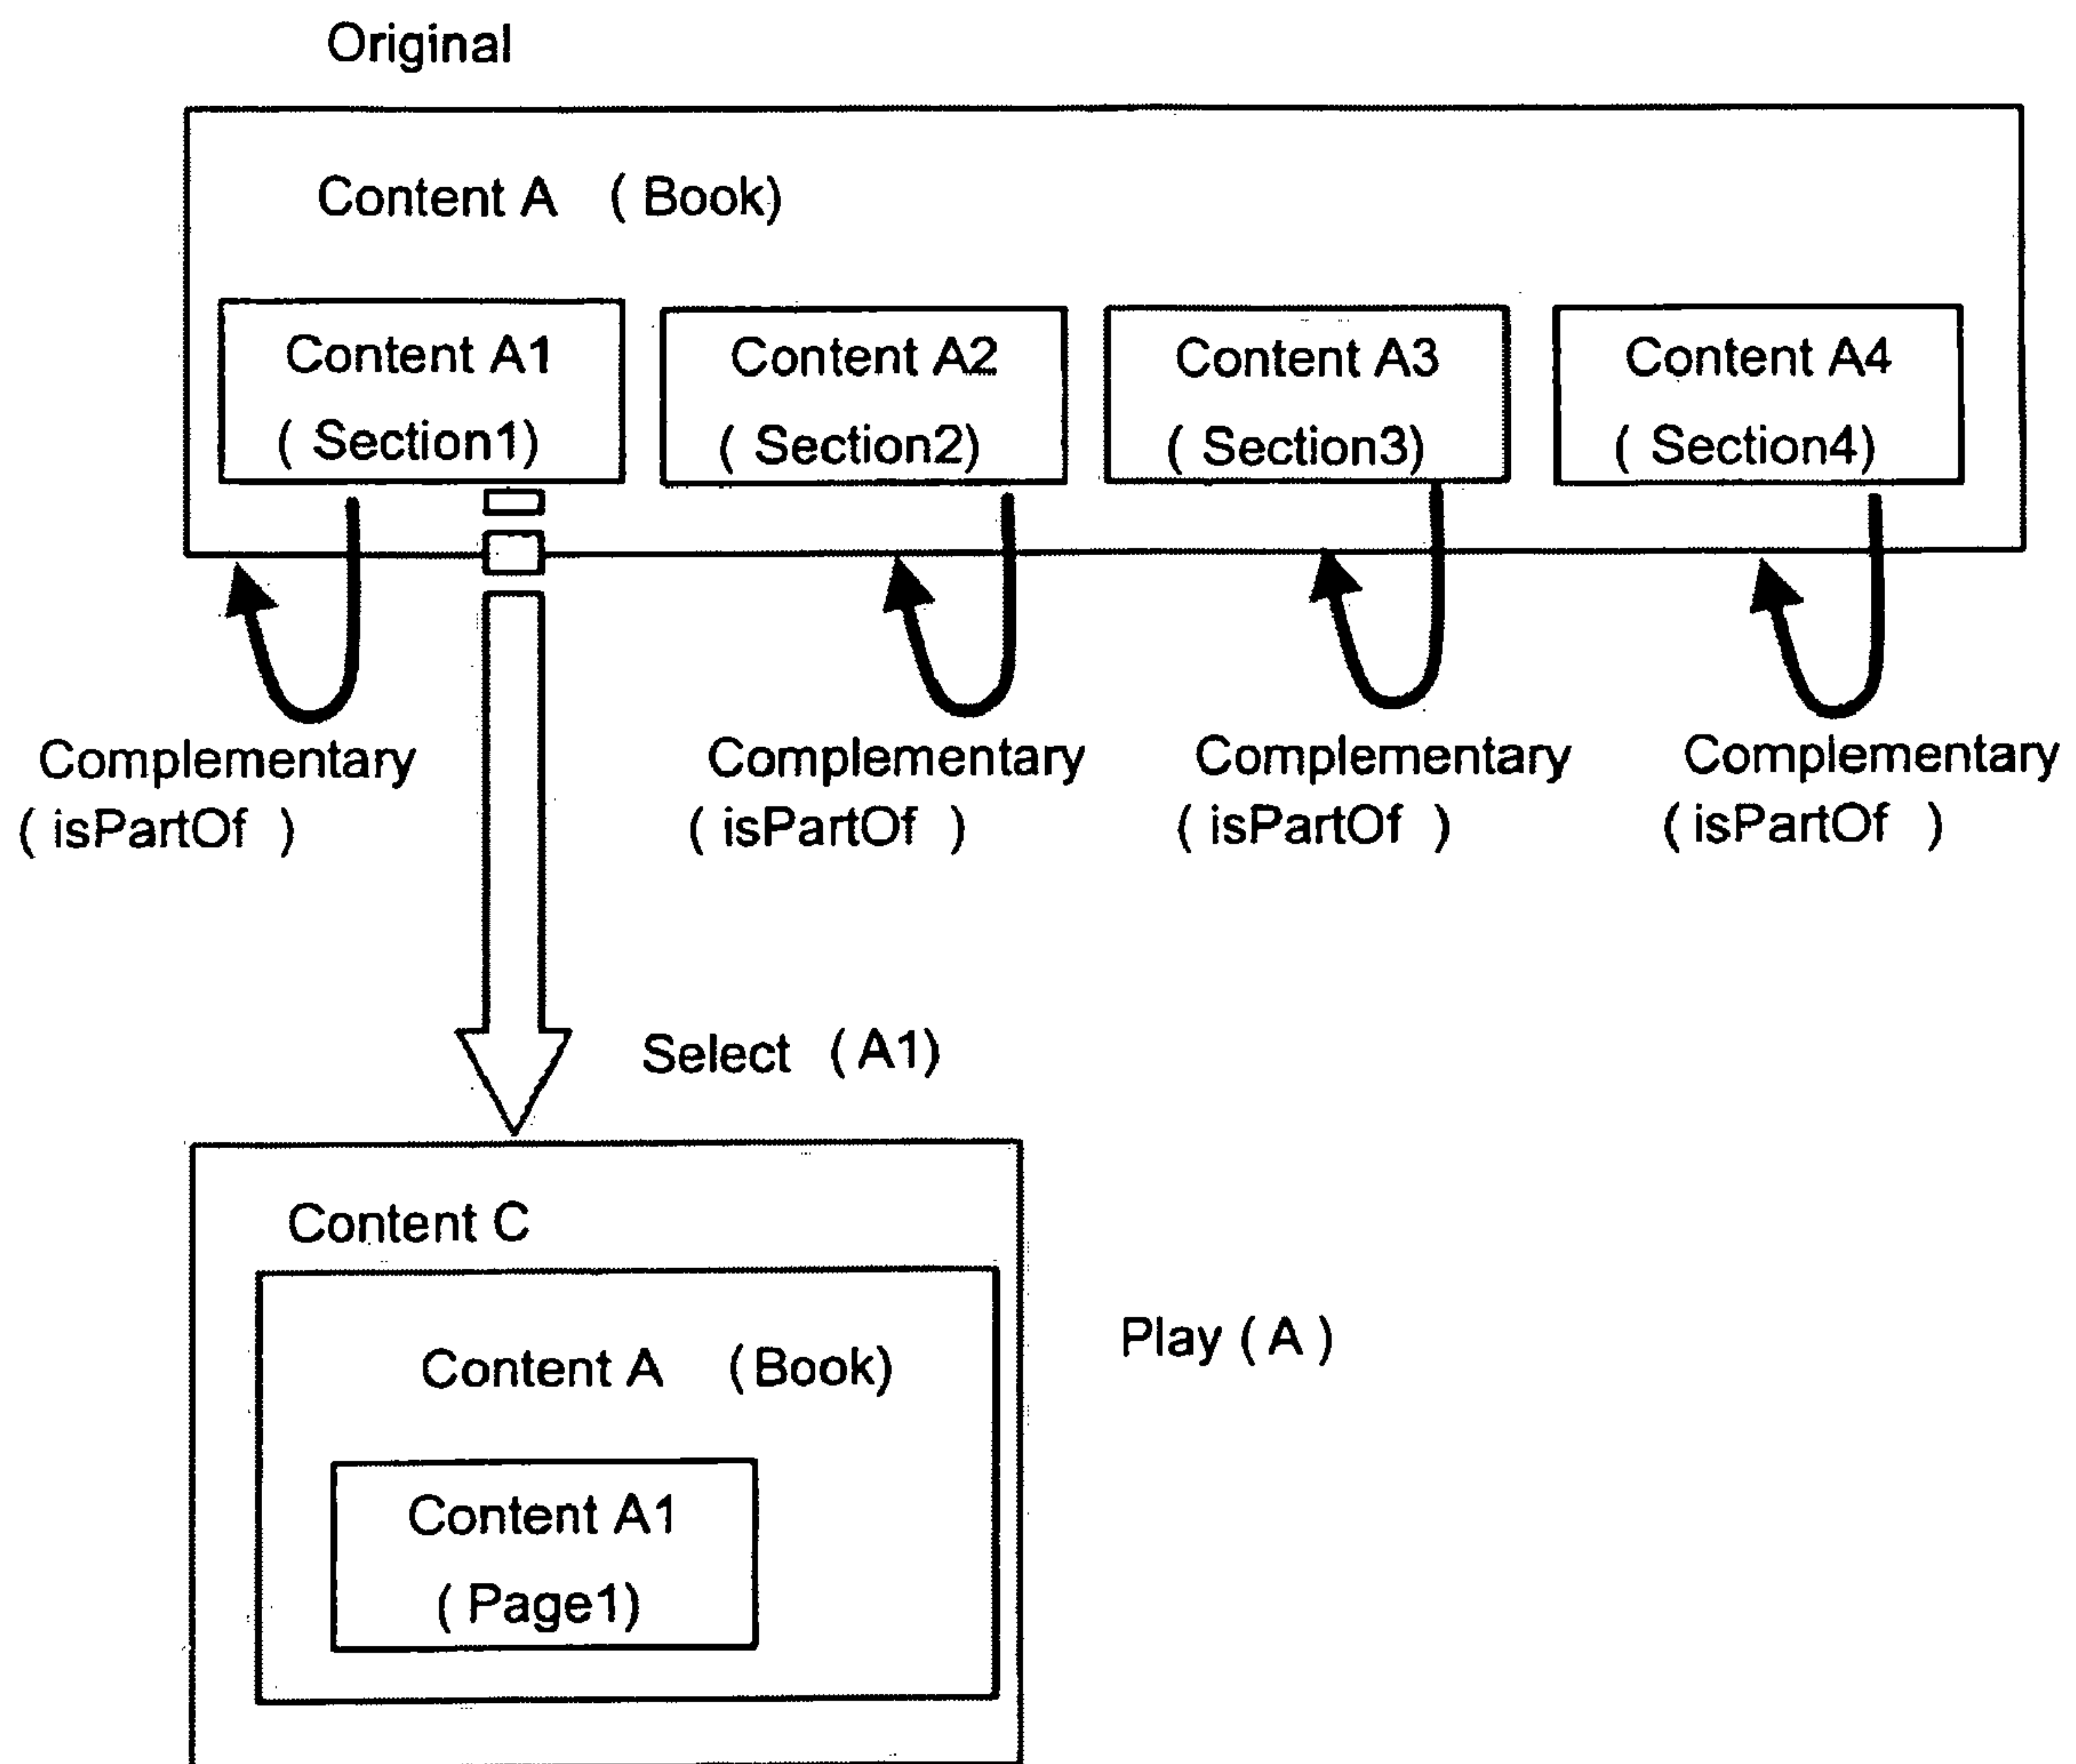 Original
Content A ( Book)
Content A1
( Section1)
Content A2
( Section2)
Content A3
( Section3)
Content A4
( Section4)
Complementary
( isPartOf )
Complementary
( isPartOf )
Complementary
( isPartOf )
Complementary
( isPartOf )
Select (A1)
Content C
Content A (Book)
Content A1
( Page1)
Play ( A )